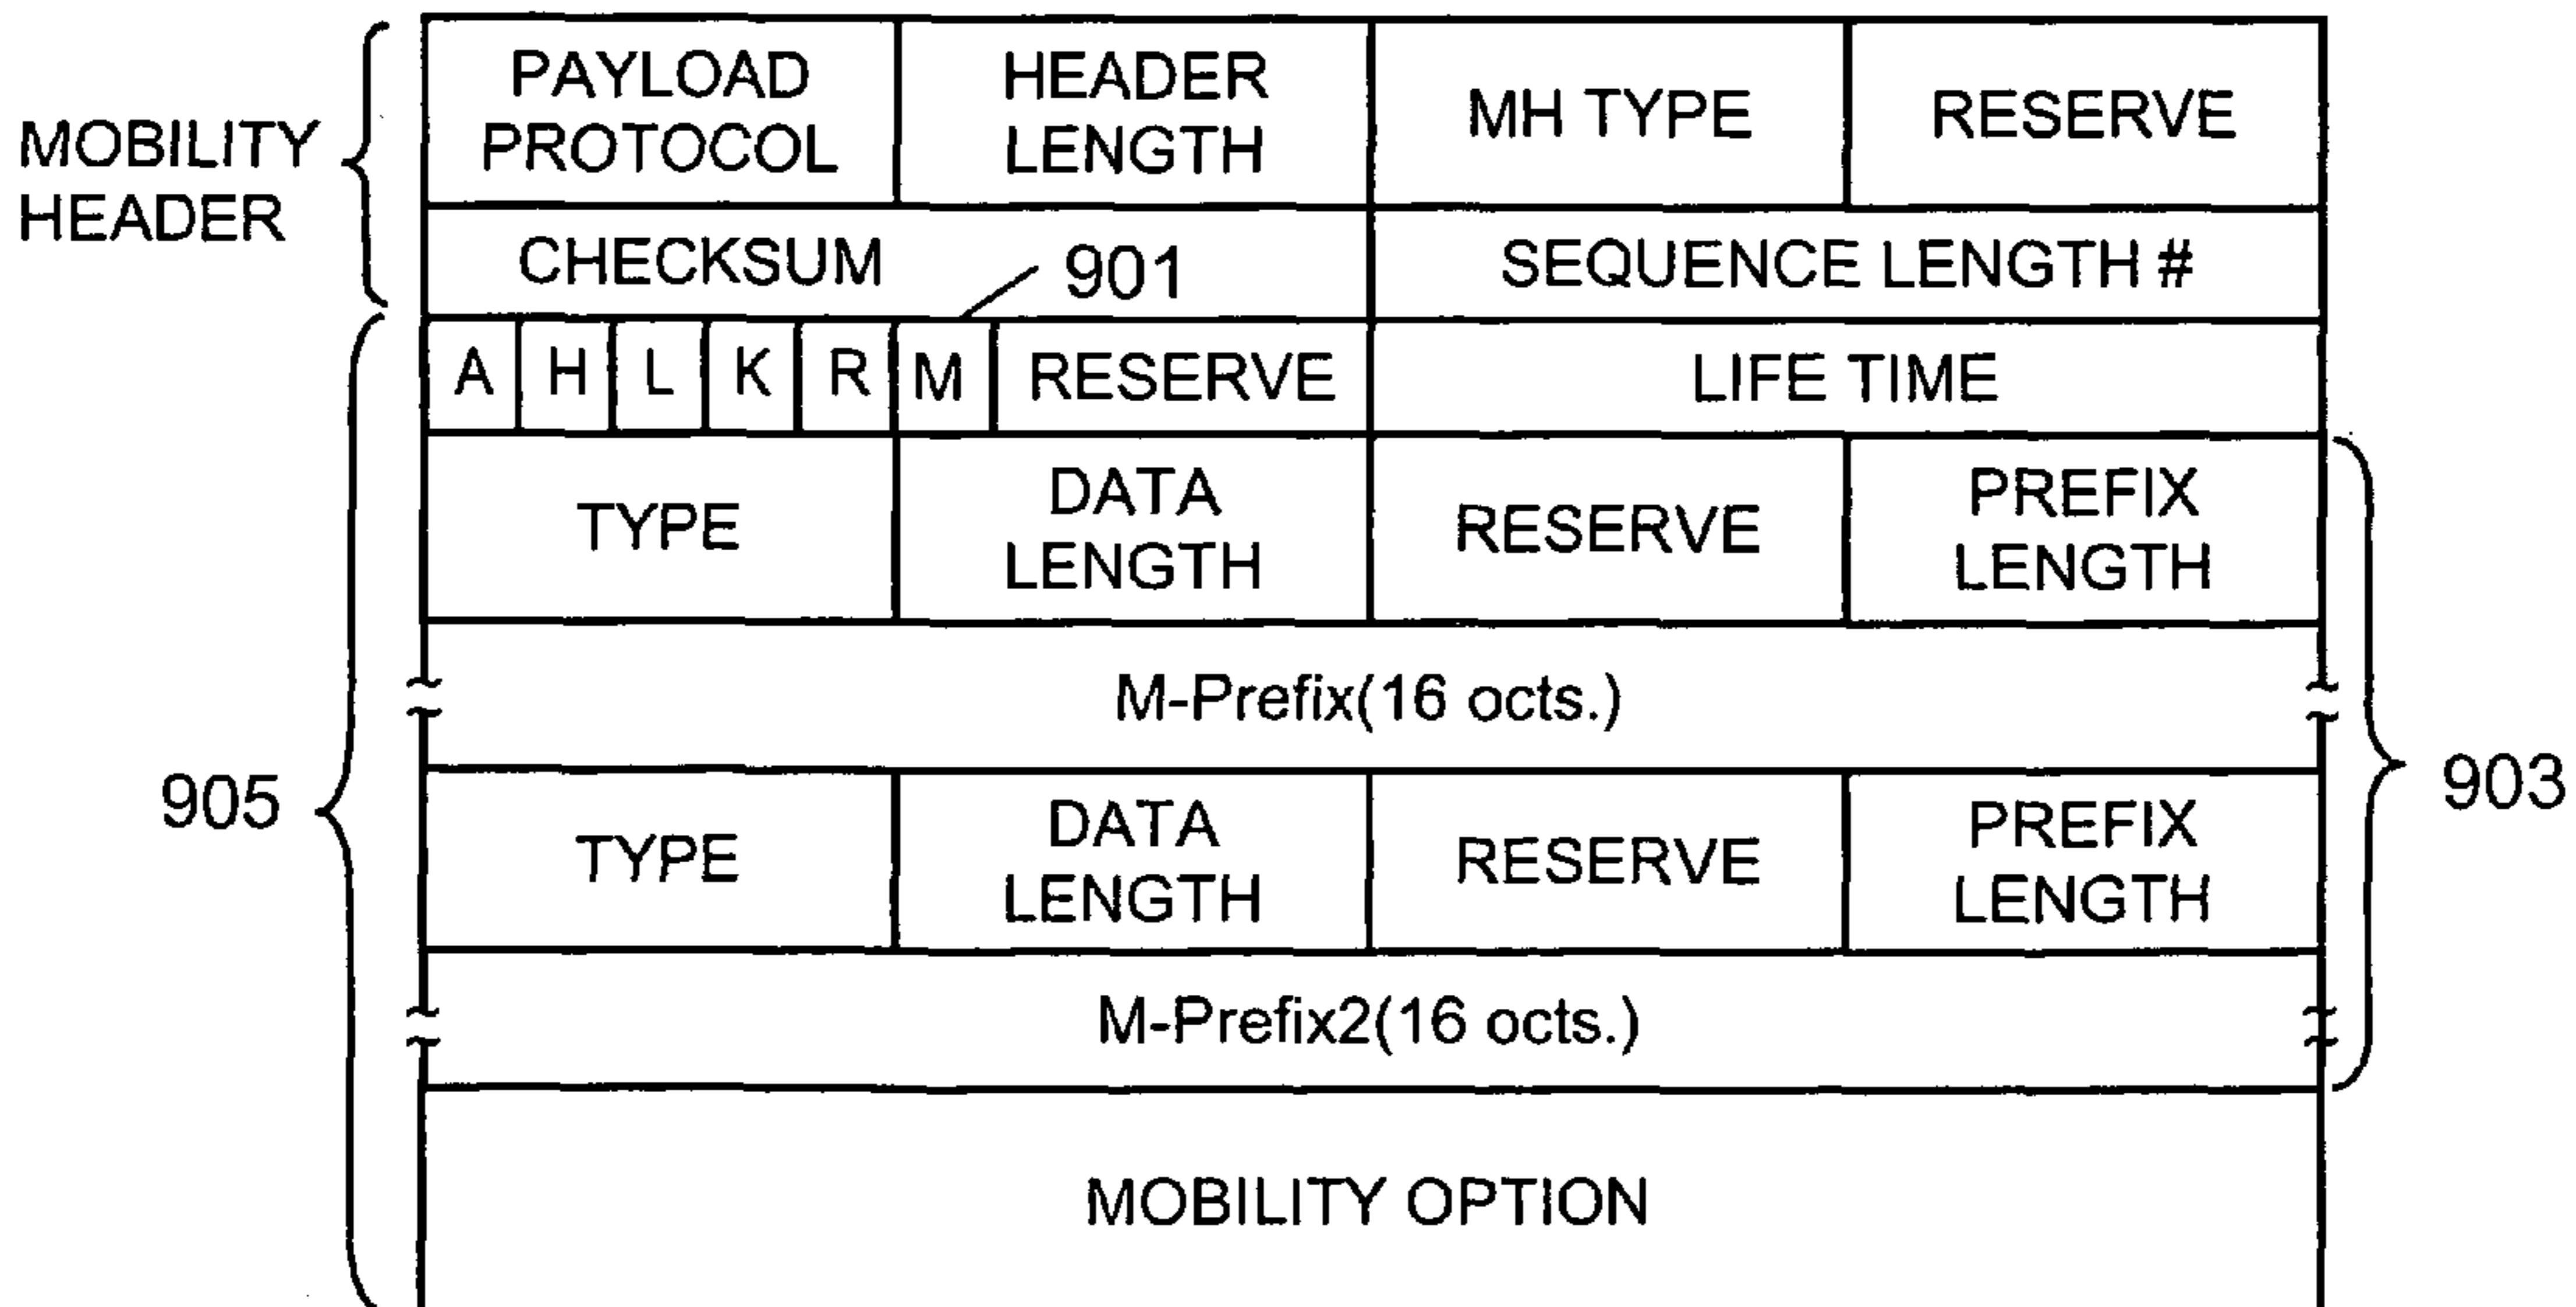 PAYLOAD PROTOCOL
HEADER LENGTH
MH TYPE
RESERVE
MOBILITY HEADER
CHECKSUM
901
SEQUENCE LENGTH #
A
H
L
K
R
M
RESERVE
LIFE TIME
TYPE
DATA LENGTH
RESERVE
PREFIX LENGTH
M-Prefix(16 octs.)
905
903
TYPE
DATA LENGTH
RESERVE
PREFIX LENGTH
M-Prefix2(16 octs.)
MOBILITY OPTION